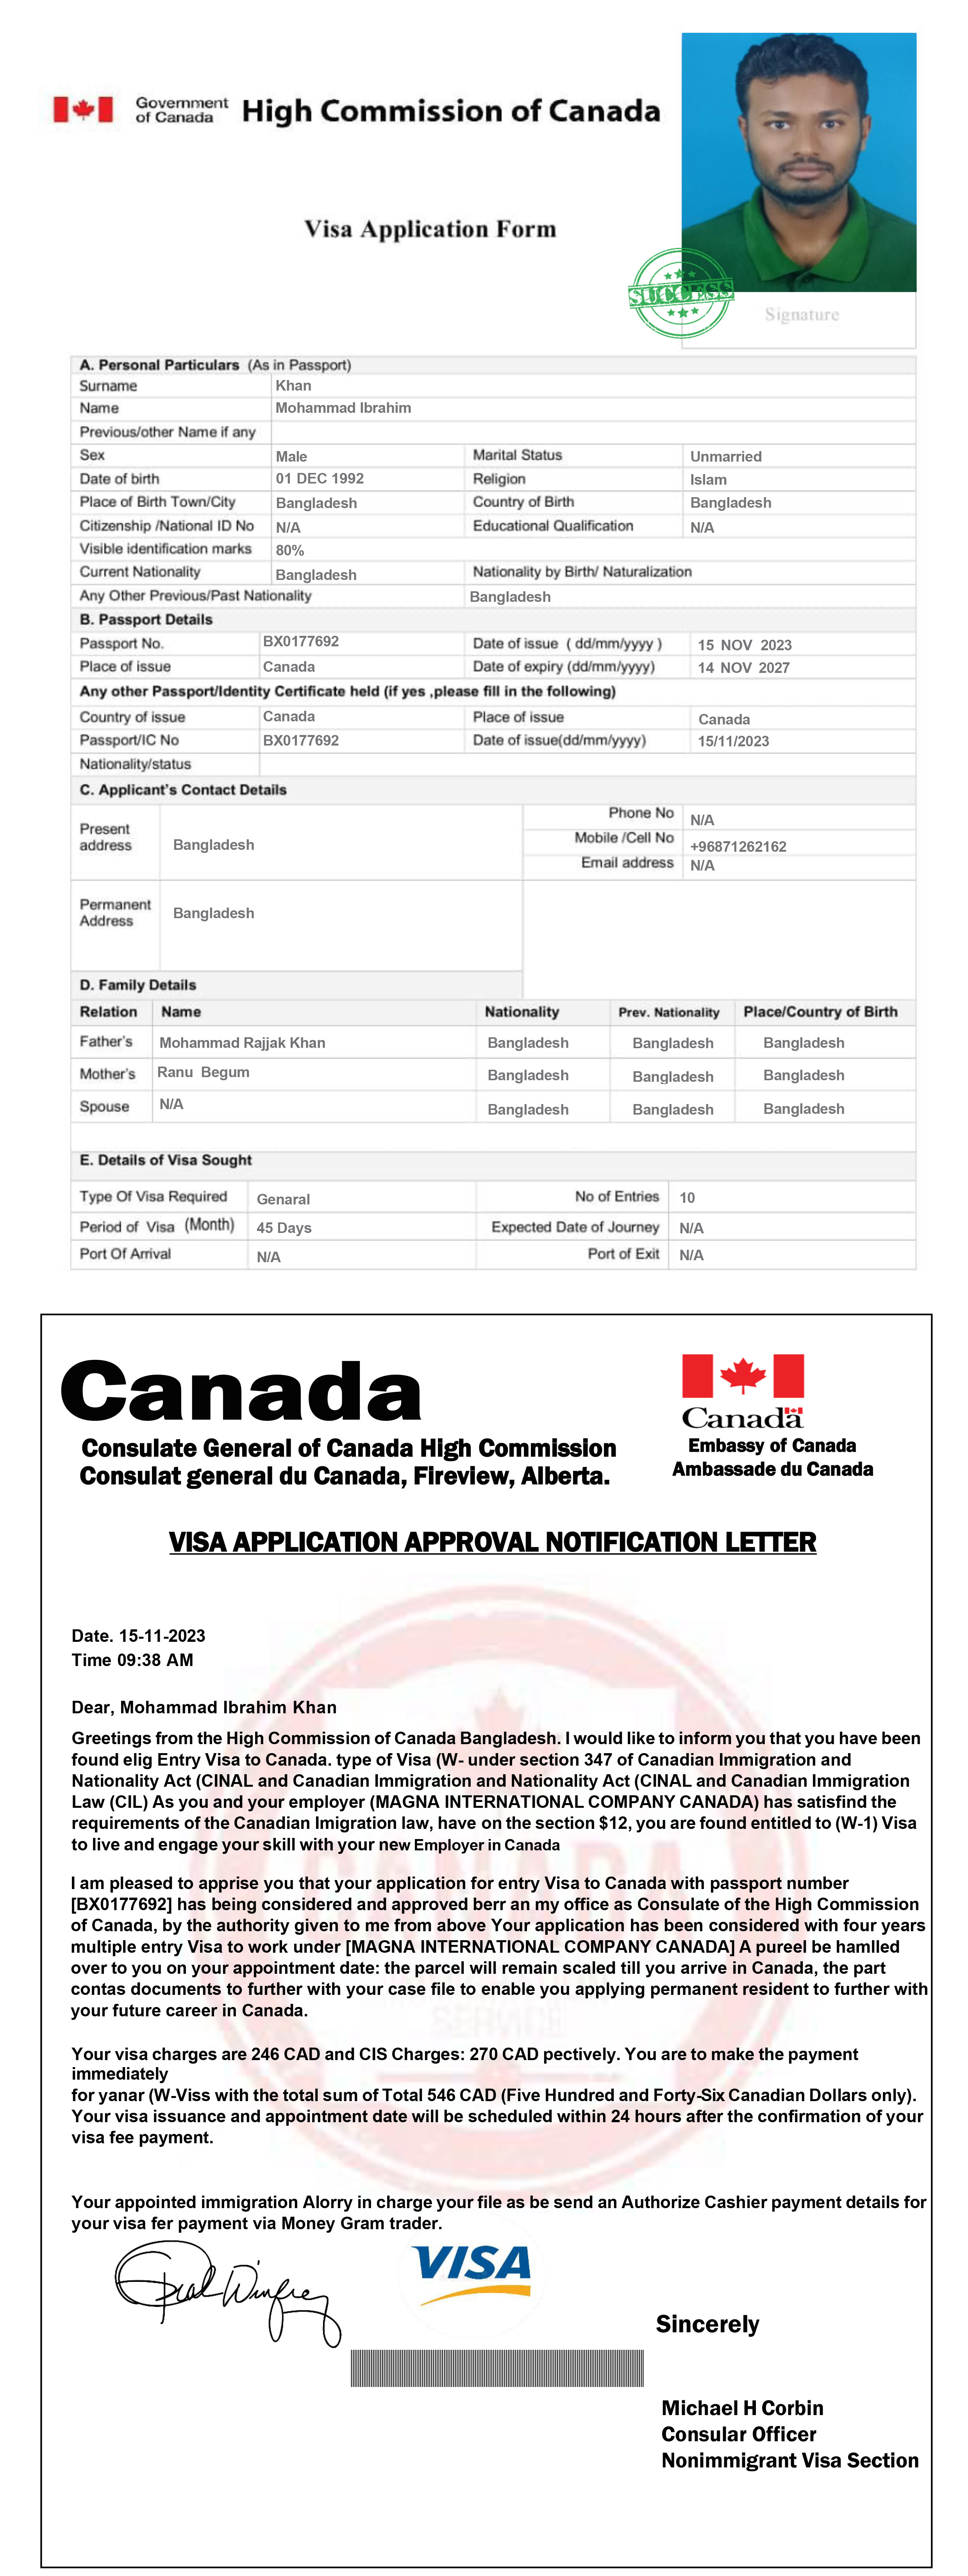 Government
of Canada
High Commission of Canada
Visa Application Form
SUCCESS
Signature
A. Personal Particulars (As in Passport)
Surname Khan
Name Mohammad Ibrahim
Previous/other Name if any
Sex Male Marital Status Unmarried
Date of birth 01 DEC 1992 Religion Islam
Place of Birth Town/City Bangladesh Country of Birth Bangladesh
Citizenship /National ID No N/A Educational Qualification N/A
Visible identification marks 80%
Current Nationality Bangladesh Nationality by Birth/ Naturalization
Any Other Previous/Past Nationality Bangladesh
B. Passport Details
Passport No. BX0177692 Date of issue ( dd/mm/yyyy ) 15 NOV 2023
Place of issue Canada Date of expiry (dd/mm/yyyy) 14 NOV 2027
Any other Passport/Identity Certificate held (if yes ,please fill in the following)
Country of issue Canada Place of issue Canada
Passport/IC No BX0177692 Date of issue(dd/mm/yyyy) 15/11/2023
Nationality/status
C. Applicant's Contact Details
Present
address
Bangladesh
Phone No N/A
Mobile /Cell No +96871262162
Email address N/A
Permanent
Address
Bangladesh
D. Family Details
Relation Name Nationality Prev. Nationality Place/Country of Birth
Father's Mohammad Rajjak Khan Bangladesh Bangladesh Bangladesh
Mother's Ranu Begum Bangladesh Bangladesh Bangladesh
Spouse N/A Bangladesh Bangladesh Bangladesh
E. Details of Visa Sought
Type Of Visa Required Genaral No of Entries 10
Period of Visa (Month) 45 Days Expected Date of Journey N/A
Port Of Arrival N/A Port of Exit N/A
Canada
Consulate General of Canada High Commission
Consulat general du Canada, Fireview, Alberta.
Canada
Embassy of Canada
Ambassade du Canada
VISA APPLICATION APPROVAL NOTIFICATION LETTER
Date. 15-11-2023
Time 09:38 AM
Dear, Mohammad Ibrahim Khan
Greetings from the High Commission of Canada Bangladesh. I would like to inform you that you have been
found elig Entry Visa to Canada. type of Visa (W- under section 347 of Canadian Immigration and
Nationality Act (CINAL and Canadian Immigration and Nationality Act (CINAL and Canadian Immigration
Law (CIL) As you and your employer (MAGNA INTERNATIONAL COMPANY CANADA) has satisfind the
requirements of the Canadian Imigration law, have on the section $12, you are found entitled to (W-1) Visa
to live and engage your skill with your new Employer in Canada
I am pleased to apprise you that your application for entry Visa to Canada with passport number
[BX0177692] has being considered and approved berr an my office as Consulate of the High Commission
of Canada, by the authority given to me from above Your application has been considered with four years
multiple entry Visa to work under [MAGNA INTERNATIONAL COMPANY CANADA] A pureel be hamlled
over to you on your appointment date: the parcel will remain scaled till you arrive in Canada, the part
contas documents to further with your case file to enable you applying permanent resident to further with
your future career in Canada.
Your visa charges are 246 CAD and CIS Charges: 270 CAD pectively. You are to make the payment
immediately
for yanar (W-Viss with the total sum of Total 546 CAD (Five Hundred and Forty-Six Canadian Dollars only).
Your visa issuance and appointment date will be scheduled within 24 hours after the confirmation of your
visa fee payment.
Your appointed immigration Alorry in charge your file as be send an Authorize Cashier payment details for
your visa fer payment via Money Gram trader.
CANADA
SERVICE
VISA
Sincerely
Michael H Corbin
Consular Officer
Nonimmigrant Visa Section